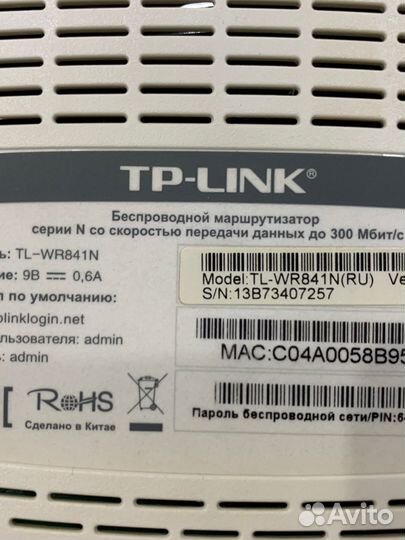 TP-LINK®
Беспроводной маршрутизатор
серии N со скоростью передачи данных до 300 Мбит/с
TL-WR841N
9В 0,6А
по умолчанию:
plinklogin.net
admin
admin
Model:TL-WR841N(RU)
S/N:13B73407257
MAC:C04A0058B95
Пароль беспроводной сети/PIN:6
RoHS
Сделано в Китае
Avito